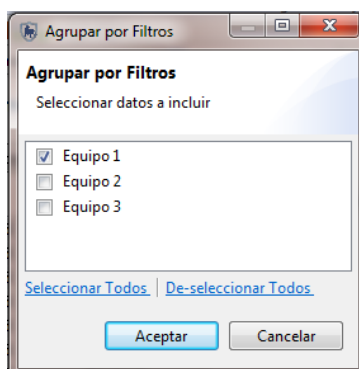 Agrupar por Filtros
Agrupar por Filtros
Seleccionar datos a incluir
Equipo 1
Equipo 2
Equipo 3
Seleccionar Todos | De-seleccionar Todos
Aceptar Cancelar